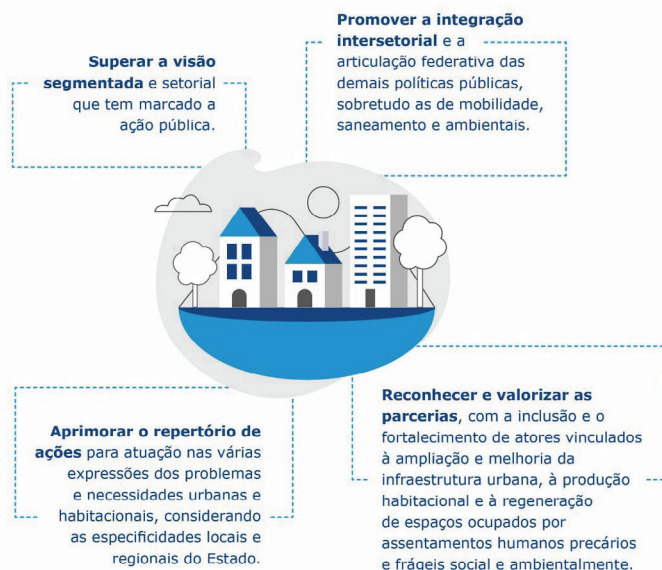 Superar a visão
segmentada e setorial
que tem marcado a
ação pública.
Promover a integração
intersetorial e a
articulação federativa das
demais políticas públicas,
sobretudo as de mobilidade,
saneamento e ambientais.
Aprimorar o repertório de
ações para atuação nas várias
expressões dos problemas
e necessidades urbanas e
habitacionais, considerando
as especificidades locais e
regionais do Estado.
Reconhecer e valorizar as
parcerias, com a inclusão e o
fortalecimento de atores vinculados
à ampliação e melhoria da
infraestrutura urbana, à produção
habitacional e à regeneração
de espaços ocupados por
assentamentos humanos precários
e frágeis social e ambientalmente.